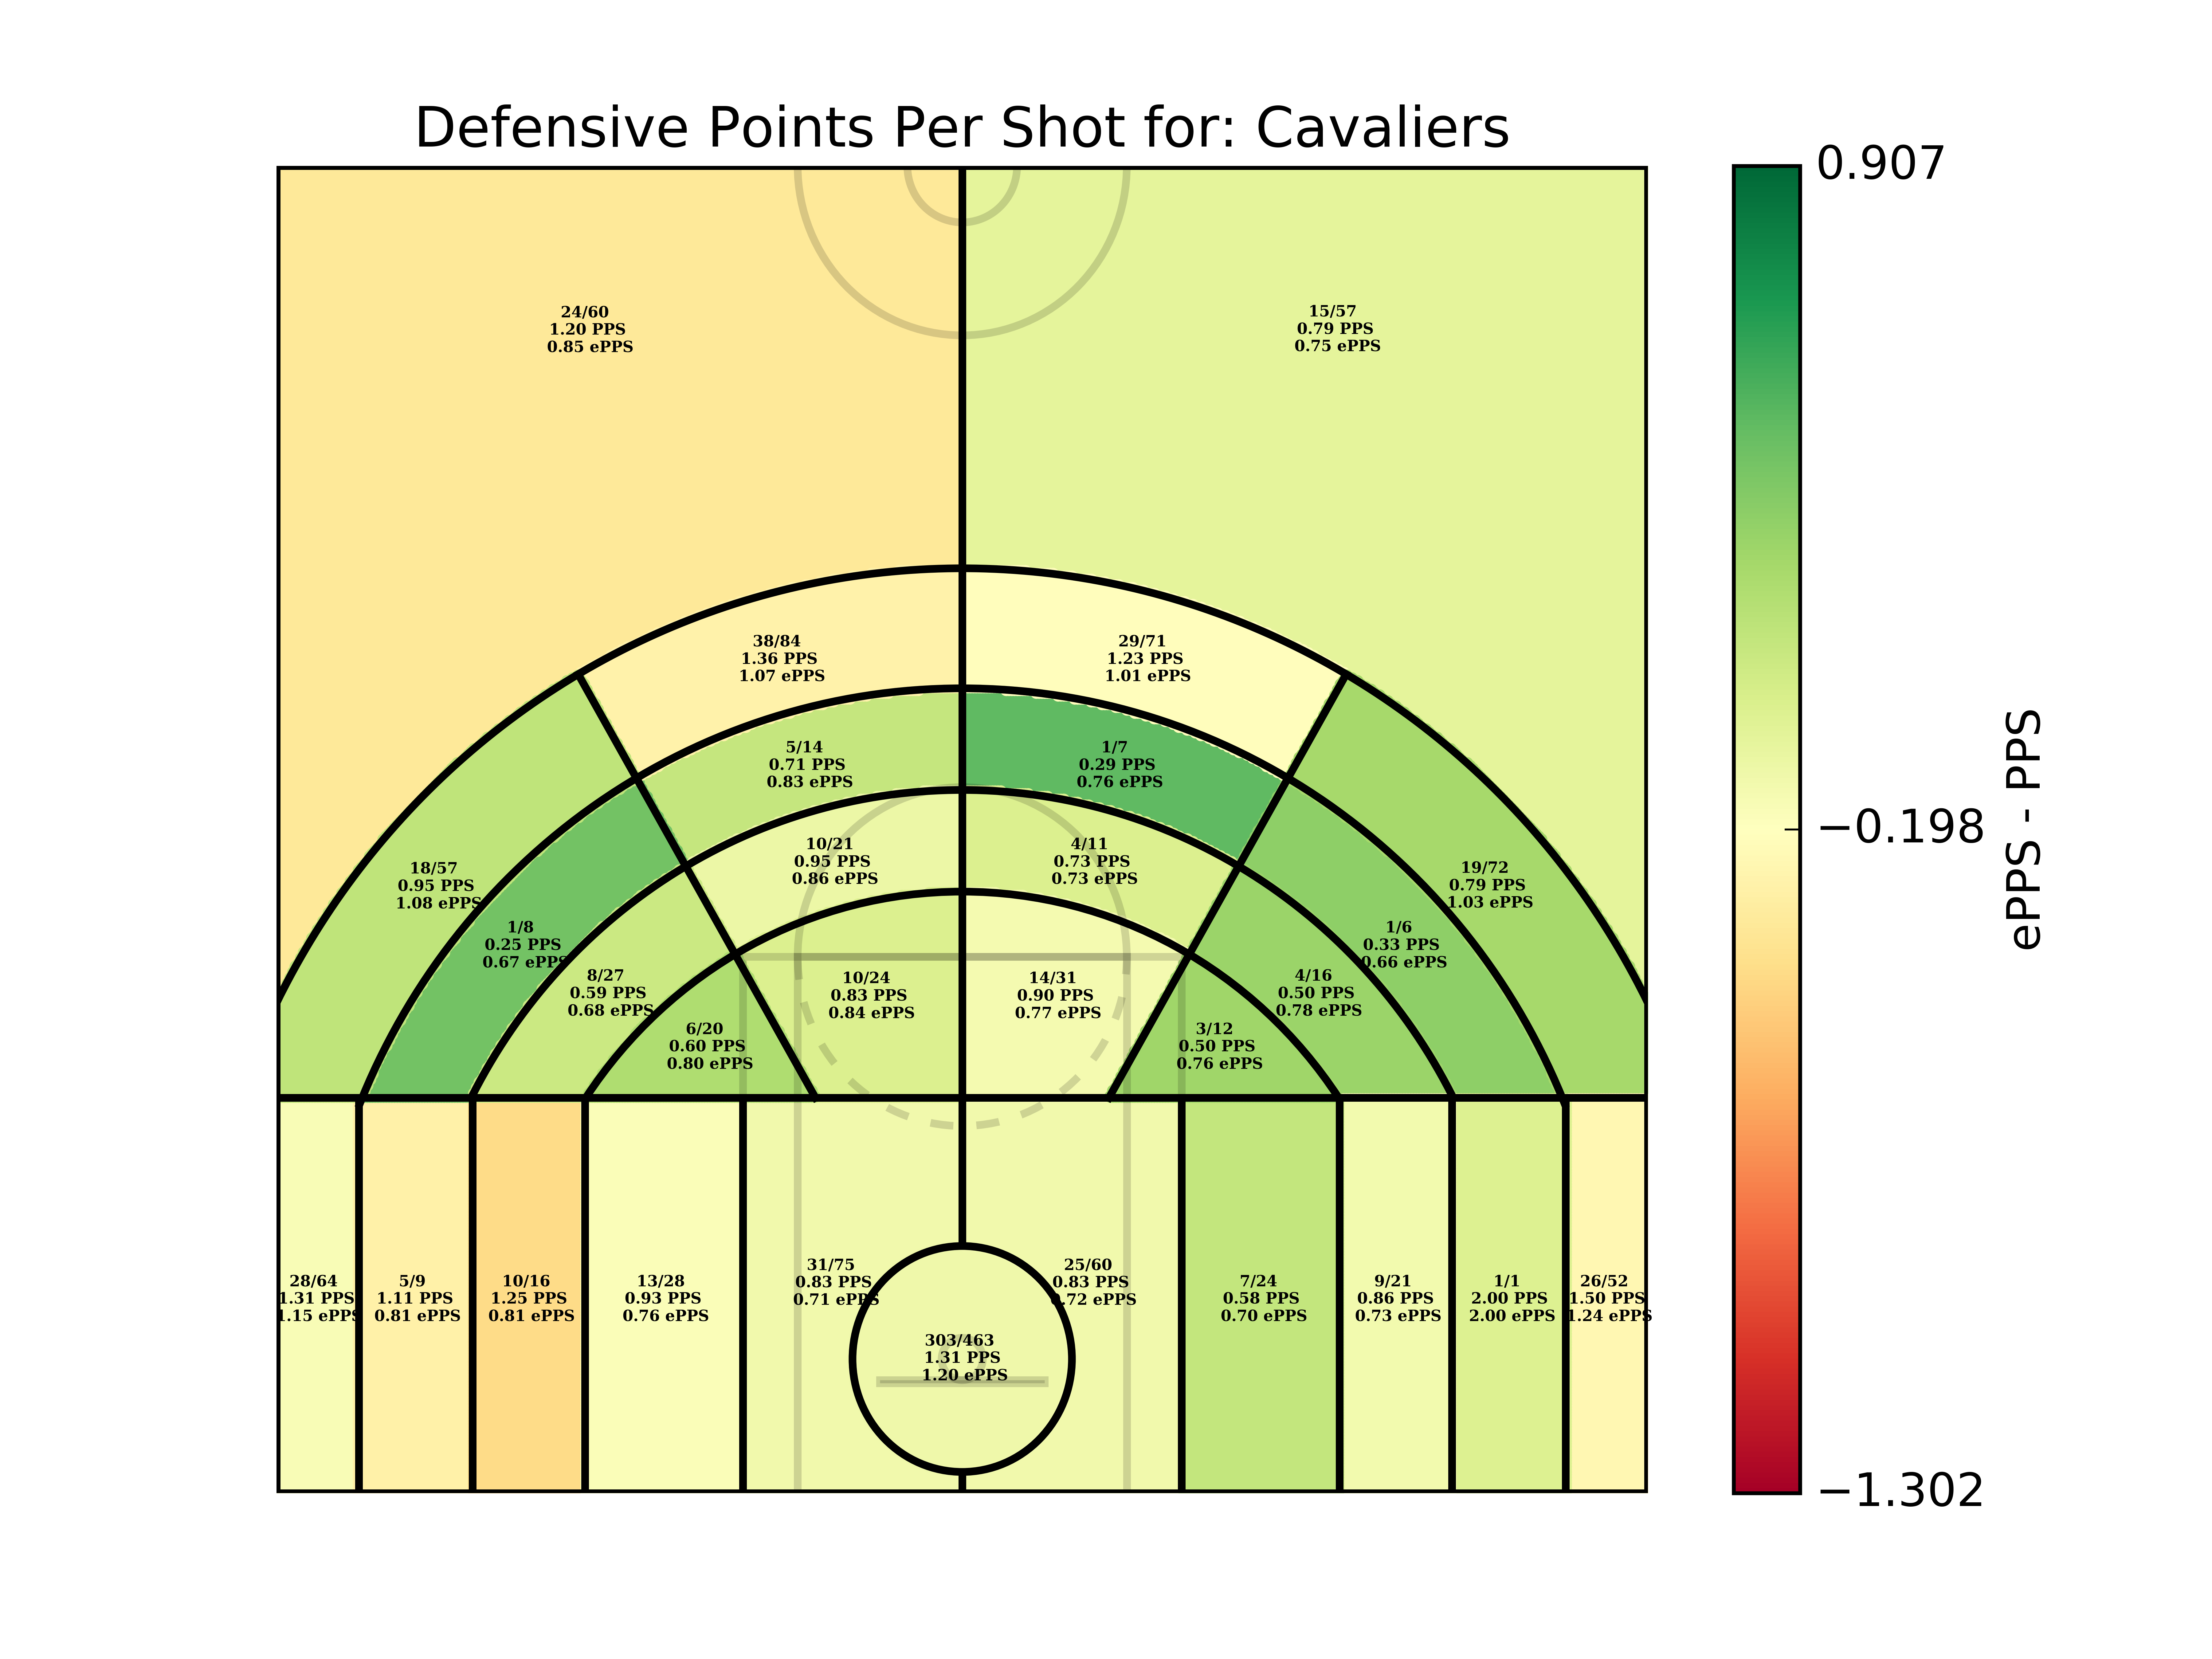 Defensive Points Per Shot for: Cavaliers
24/60
1.20 PPS
0.85 ePPS
15/57
0.79 PPS
0.75 ePPS
38/84
1.36 PPS
1.07 ePPS
29/71
1.23 PPS
1.01 ePPS
5/14
0.71 PPS
0.83 ePPS
1/7
0.29 PPS
0.76 ePPS
10/21
0.95 PPS
0.86 ePPS
4/11
0.73 PPS
0.73 ePPS
18/57
0.95 PPS
1.08 ePPS
19/72
0.79 PPS
1.03 ePPS
1/8
0.25 PPS
0.67 ePPS
1/6
0.33 PPS
0.66 ePPS
8/27
0.59 PPS
0.68 ePPS
10/24
0.83 PPS
0.84 ePPS
14/31
0.90 PPS
0.77 ePPS
4/16
0.50 PPS
0.78 ePPS
6/20
0.60 PPS
0.80 ePPS
3/12
0.50 PPS
0.76 ePPS
28/64
1.31 PPS
1.15 ePPS
5/9
1.11 PPS
0.81 ePPS
10/16
1.25 PPS
0.81 ePPS
13/28
0.93 PPS
0.76 ePPS
31/75
0.83 PPS
0.71 ePPS
25/60
0.83 PPS
0.72 ePPS
7/24
0.58 PPS
0.70 ePPS
9/21
0.86 PPS
0.73 ePPS
1/1
2.00 PPS
2.00 ePPS
26/52
1.50 PPS
1.24 ePPS
303/463
1.31 PPS
1.20 ePPS
0.907
−0.198
−1.302
ePPS - PPS